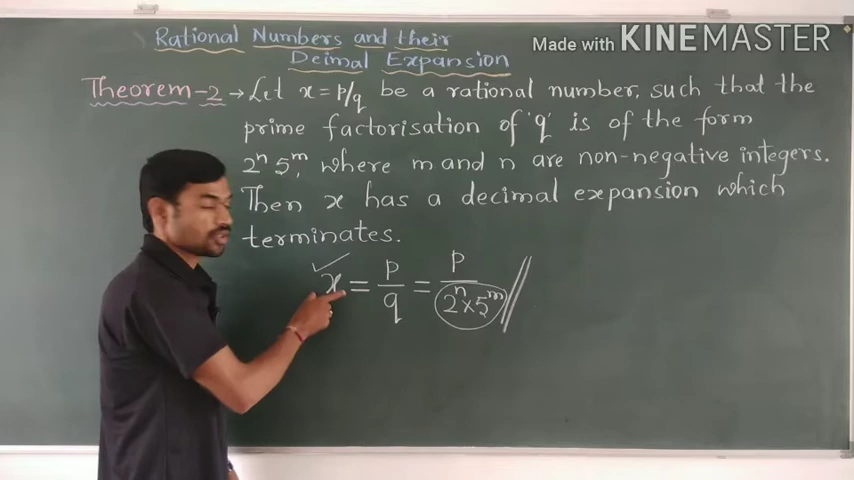 Rational Numbers and their
Deimal Expansion
Made with KINEMASTER
Theorem-2 → Let x = p/q be a rational number, such that the
prime factorisation of 'q' is of the form
2ⁿ 5ᵐ, where m and n are non-negative integers.
Then x has a decimal expansion which
terminates.
✓
x = p/q = p/(2ⁿ×5ᵐ) //